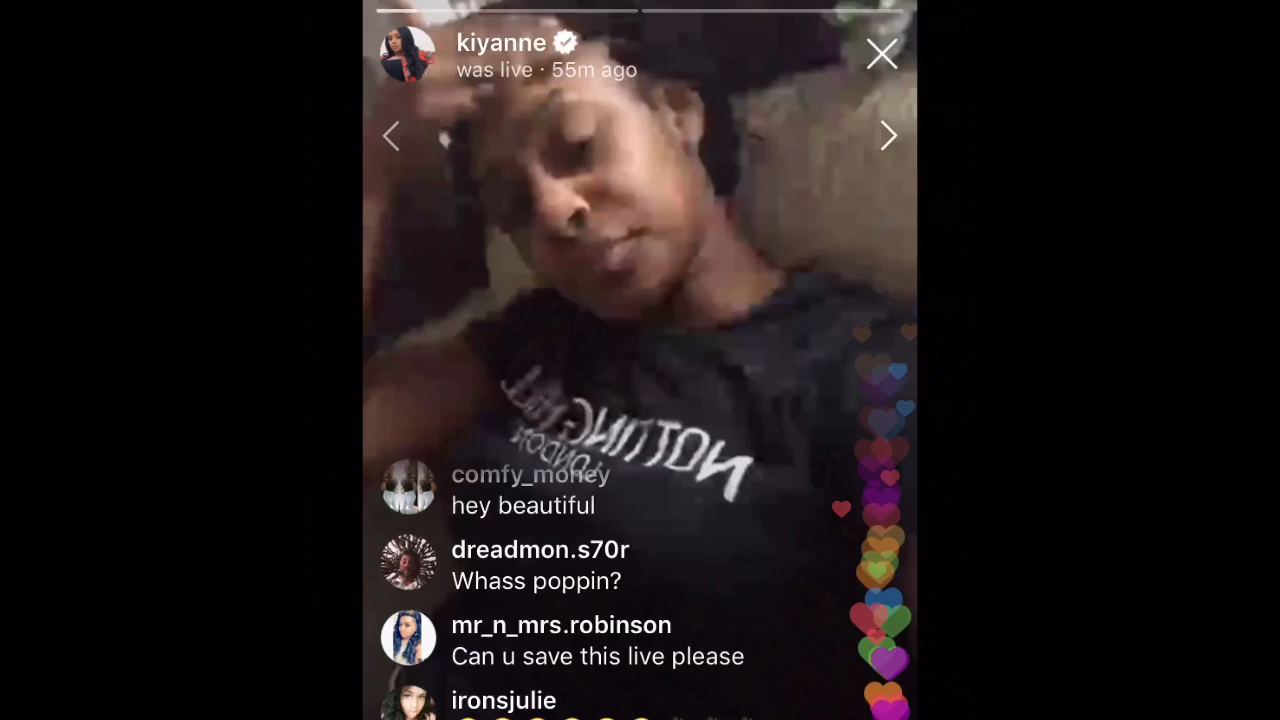 kiyanne
was live · 55m ago
NOTTING HILL
LONDON
comfy_money
hey beautiful
dreadmon.s70r
Whass poppin?
mr_n_mrs.robinson
Can u save this live please
ironsjulie